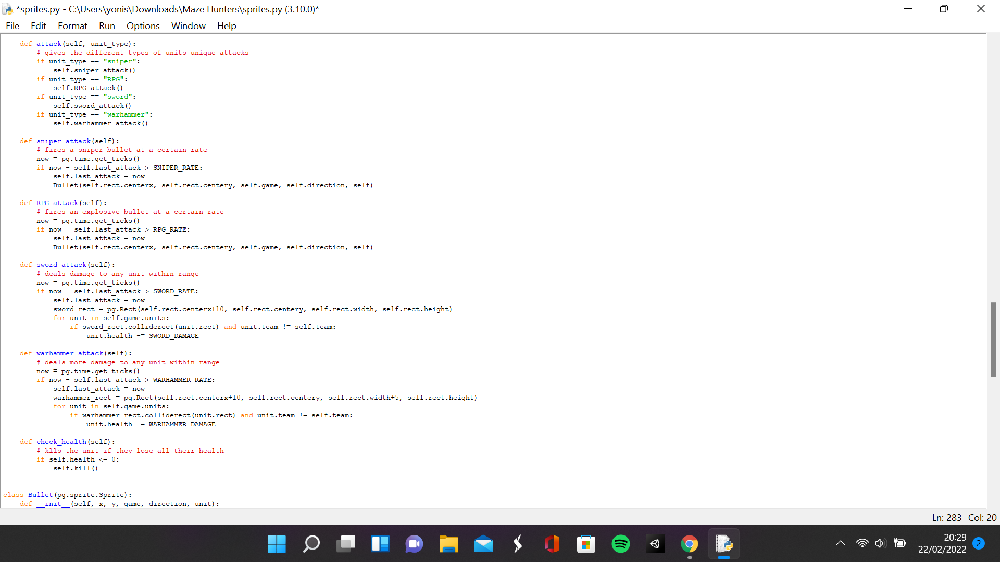 *sprites.py - C:\Users\yonis\Downloads\Maze Hunters\sprites.py (3.10.0)*
File Edit Format Run Options Window Help
    def attack(self, unit_type):
        # gives the different types of units unique attacks
        if unit_type == "sniper":
            self.sniper_attack()
        if unit_type == "RPG":
            self.RPG_attack()
        if unit_type == "sword":
            self.sword_attack()
        if unit_type == "warhammer":
            self.warhammer_attack()
    def sniper_attack(self):
        # fires a sniper bullet at a certain rate
        now = pg.time.get_ticks()
        if now - self.last_attack > SNIPER_RATE:
            self.last_attack = now
            Bullet(self.rect.centerx, self.rect.centery, self.game, self.direction, self)
    def RPG_attack(self):
        # fires an explosive bullet at a certain rate
        now = pg.time.get_ticks()
        if now - self.last_attack > RPG_RATE:
            self.last_attack = now
            Bullet(self.rect.centerx, self.rect.centery, self.game, self.direction, self)
    def sword_attack(self):
        # deals damage to any unit within range
        now = pg.time.get_ticks()
        if now - self.last_attack > SWORD_RATE:
            self.last_attack = now
            sword_rect = pg.Rect(self.rect.centerx+10, self.rect.centery, self.rect.width, self.rect.height)
            for unit in self.game.units:
                if sword_rect.colliderect(unit.rect) and unit.team != self.team:
                    unit.health -= SWORD_DAMAGE
    def warhammer_attack(self):
        # deals more damage to any unit within range
        now = pg.time.get_ticks()
        if now - self.last_attack > WARHAMMER_RATE:
            self.last_attack = now
            warhammer_rect = pg.Rect(self.rect.centerx+10, self.rect.centery, self.rect.width+5, self.rect.height)
            for unit in self.game.units:
                if warhammer_rect.colliderect(unit.rect) and unit.team != self.team:
                    unit.health -= WARHAMMER_DAMAGE
    def check_health(self):
        # klls the unit if they lose all their health
        if self.health <= 0:
            self.kill()
class Bullet(pg.sprite.Sprite):
    def __init__(self, x, y, game, direction, unit):
Ln: 283 Col: 20
20:29
22/02/2022
2